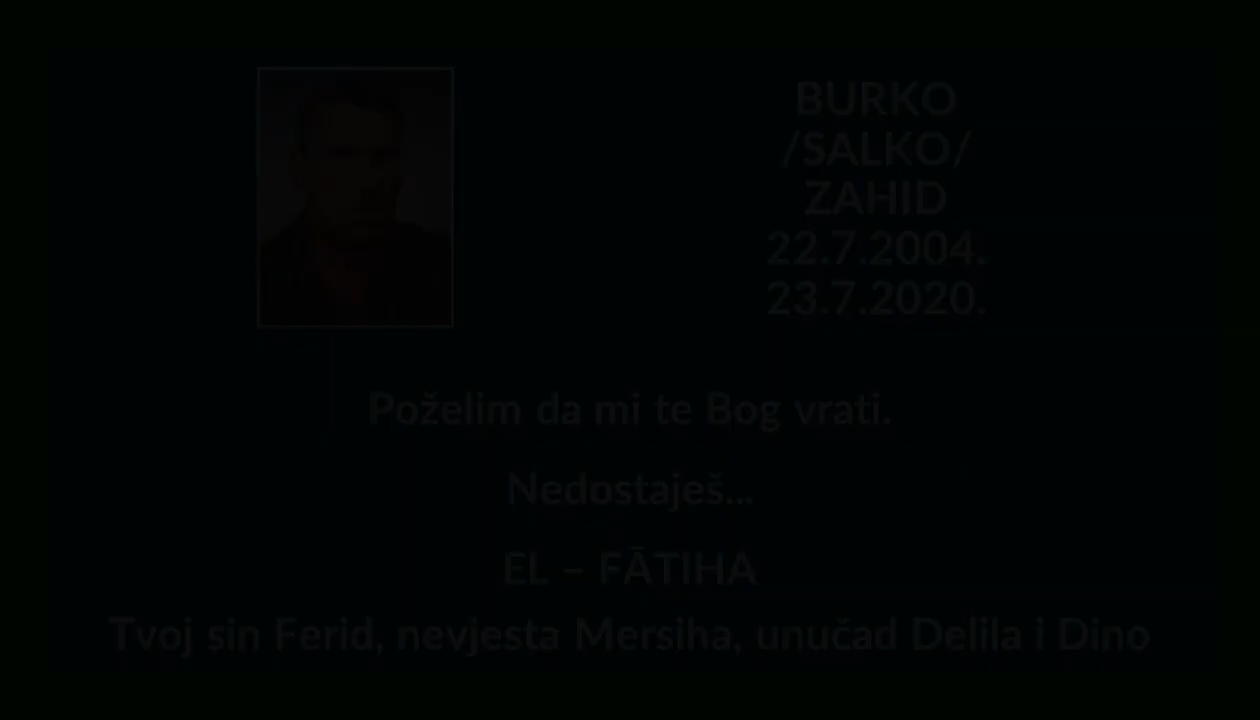 BURKO
/SALKO/
ZAHID
22.7.2004.
23.7.2020.
Poželim da mi te Bog vrati.
Nedostaješ...
EL – FĀTIHA
Tvoj sin Ferid, nevjesta Mersiha, unučad Delila i Dino